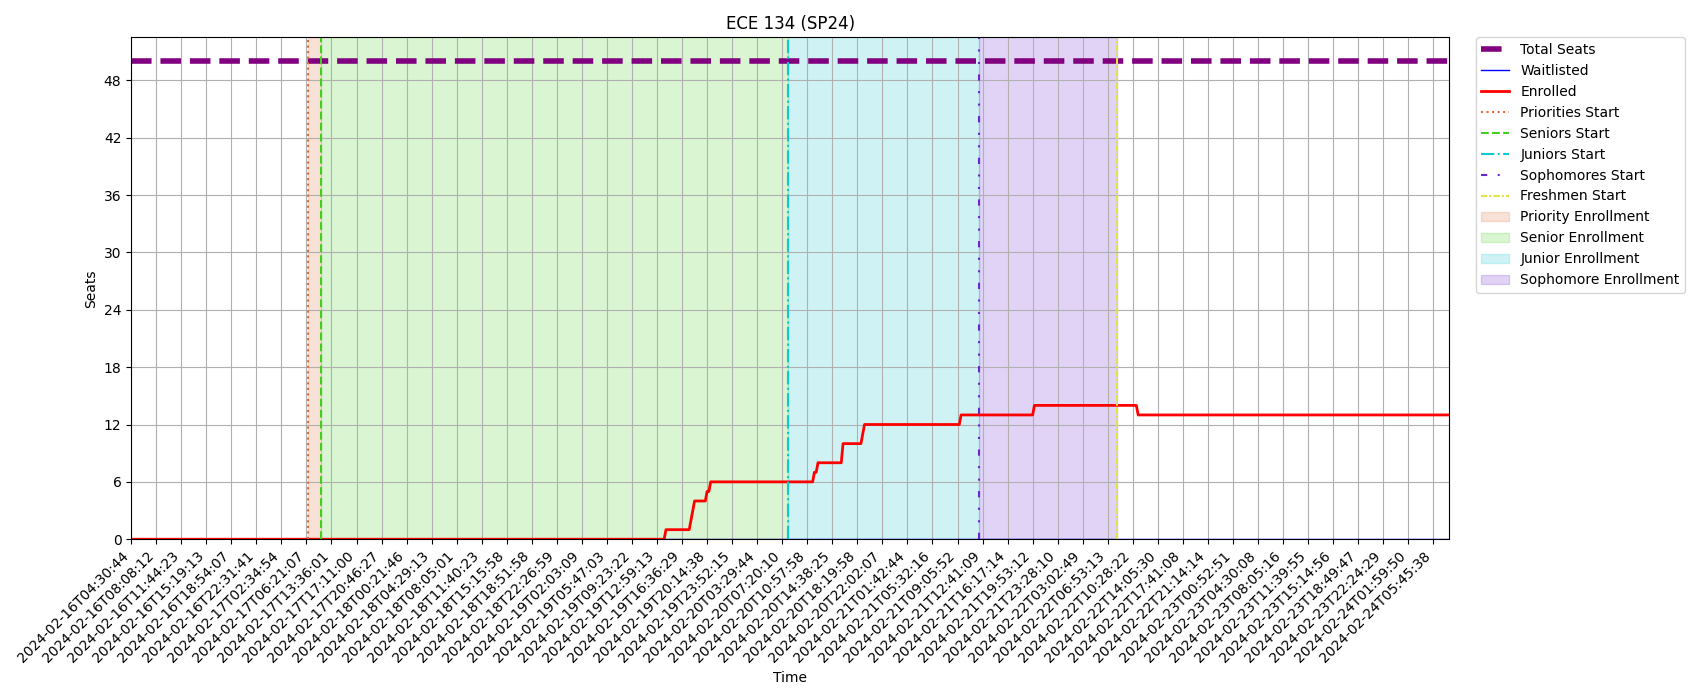 ECE 134 (SP24)
Total Seats
Waitlisted
Enrolled
Priorities Start
Seniors Start
Juniors Start
Sophomores Start
Freshmen Start
Priority Enrollment
Senior Enrollment
Junior Enrollment
Sophomore Enrollment
Seats
48
42
36
30
24
18
12
6
0
2024-02-16T04:30:44
2024-02-16T08:08:12
2024-02-16T11:44:23
2024-02-16T15:19:13
2024-02-16T18:54:07
2024-02-16T22:31:41
2024-02-17T02:34:54
2024-02-17T06:21:07
2024-02-17T13:36:01
2024-02-17T17:11:00
2024-02-17T20:46:27
2024-02-18T00:21:46
2024-02-18T04:29:13
2024-02-18T08:05:01
2024-02-18T11:40:23
2024-02-18T15:15:58
2024-02-18T18:51:58
2024-02-18T22:26:59
2024-02-19T02:03:09
2024-02-19T05:47:03
2024-02-19T09:23:22
2024-02-19T12:59:13
2024-02-19T16:36:29
2024-02-19T20:14:38
2024-02-19T23:52:15
2024-02-20T03:29:44
2024-02-20T07:20:10
2024-02-20T10:57:58
2024-02-20T14:38:25
2024-02-20T18:19:58
2024-02-20T22:02:07
2024-02-21T01:42:44
2024-02-21T05:32:16
2024-02-21T09:05:52
2024-02-21T12:41:09
2024-02-21T16:17:14
2024-02-21T19:53:12
2024-02-21T23:28:10
2024-02-22T03:02:49
2024-02-22T06:53:13
2024-02-22T10:28:22
2024-02-22T14:05:30
2024-02-22T17:41:08
2024-02-22T21:14:14
2024-02-23T00:52:51
2024-02-23T04:30:08
2024-02-23T08:05:16
2024-02-23T11:39:55
2024-02-23T15:14:56
2024-02-23T18:49:47
2024-02-23T22:24:29
2024-02-24T01:59:50
2024-02-24T05:45:38
Time